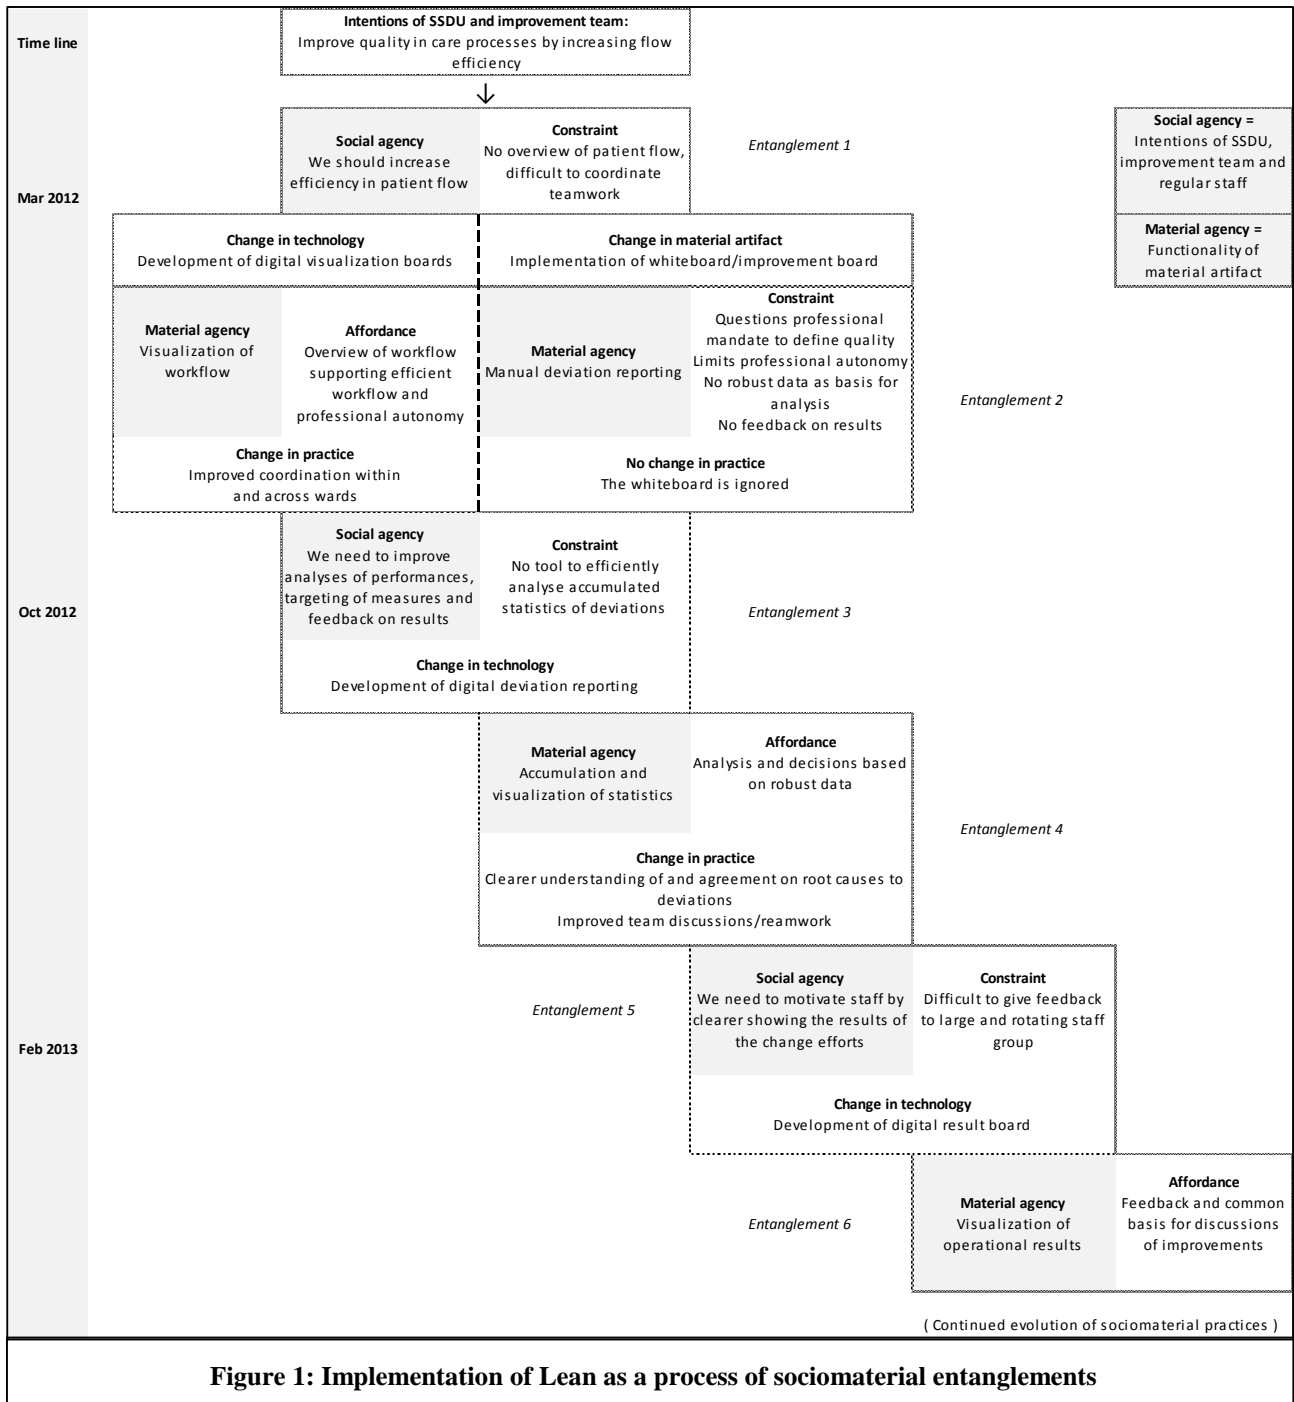 Time line
Intentions of SSDU and improvement team:
Improve quality in care processes by increasing flow
efficiency
Mar 2012
Social agency
We should increase
efficiency in patient flow
Constraint
No overview of patient flow,
difficult to coordinate
teamwork
Entanglement 1
Social agency =
Intentions of SSDU,
improvement team and
regular staff
Material agency =
Functionality of
material artifact
Change in technology
Development of digital visualization boards
Change in material artifact
Implementation of whiteboard/improvement board
Material agency
Visualization of
workflow
Affordance
Overview of workflow
supporting efficient
workflow and
professional autonomy
Material agency
Manual deviation reporting
Constraint
Questions professional
mandate to define quality
Limits professional autonomy
No robust data as basis for
analysis
No feedback on results
Entanglement 2
Change in practice
Improved coordination within
and across wards
No change in practice
The whiteboard is ignored
Oct 2012
Social agency
We need to improve
analyses of performances,
targeting of measures and
feedback on results
Constraint
No tool to efficiently
analyse accumulated
statistics of deviations
Entanglement 3
Change in technology
Development of digital deviation reporting
Material agency
Accumulation and
visualization of statistics
Affordance
Analysis and decisions based
on robust data
Entanglement 4
Change in practice
Clearer understanding of and agreement on root causes to
deviations
Improved team discussions/reamwork
Feb 2013
Entanglement 5
Social agency
We need to motivate staff by
clearer showing the results of
the change efforts
Constraint
Difficult to give feedback
to large and rotating staff
group
Change in technology
Development of digital result board
Entanglement 6
Material agency
Visualization of
operational results
Affordance
Feedback and common
basis for discussions
of improvements
( Continued evolution of sociomaterial practices )
Figure 1: Implementation of Lean as a process of sociomaterial entanglements